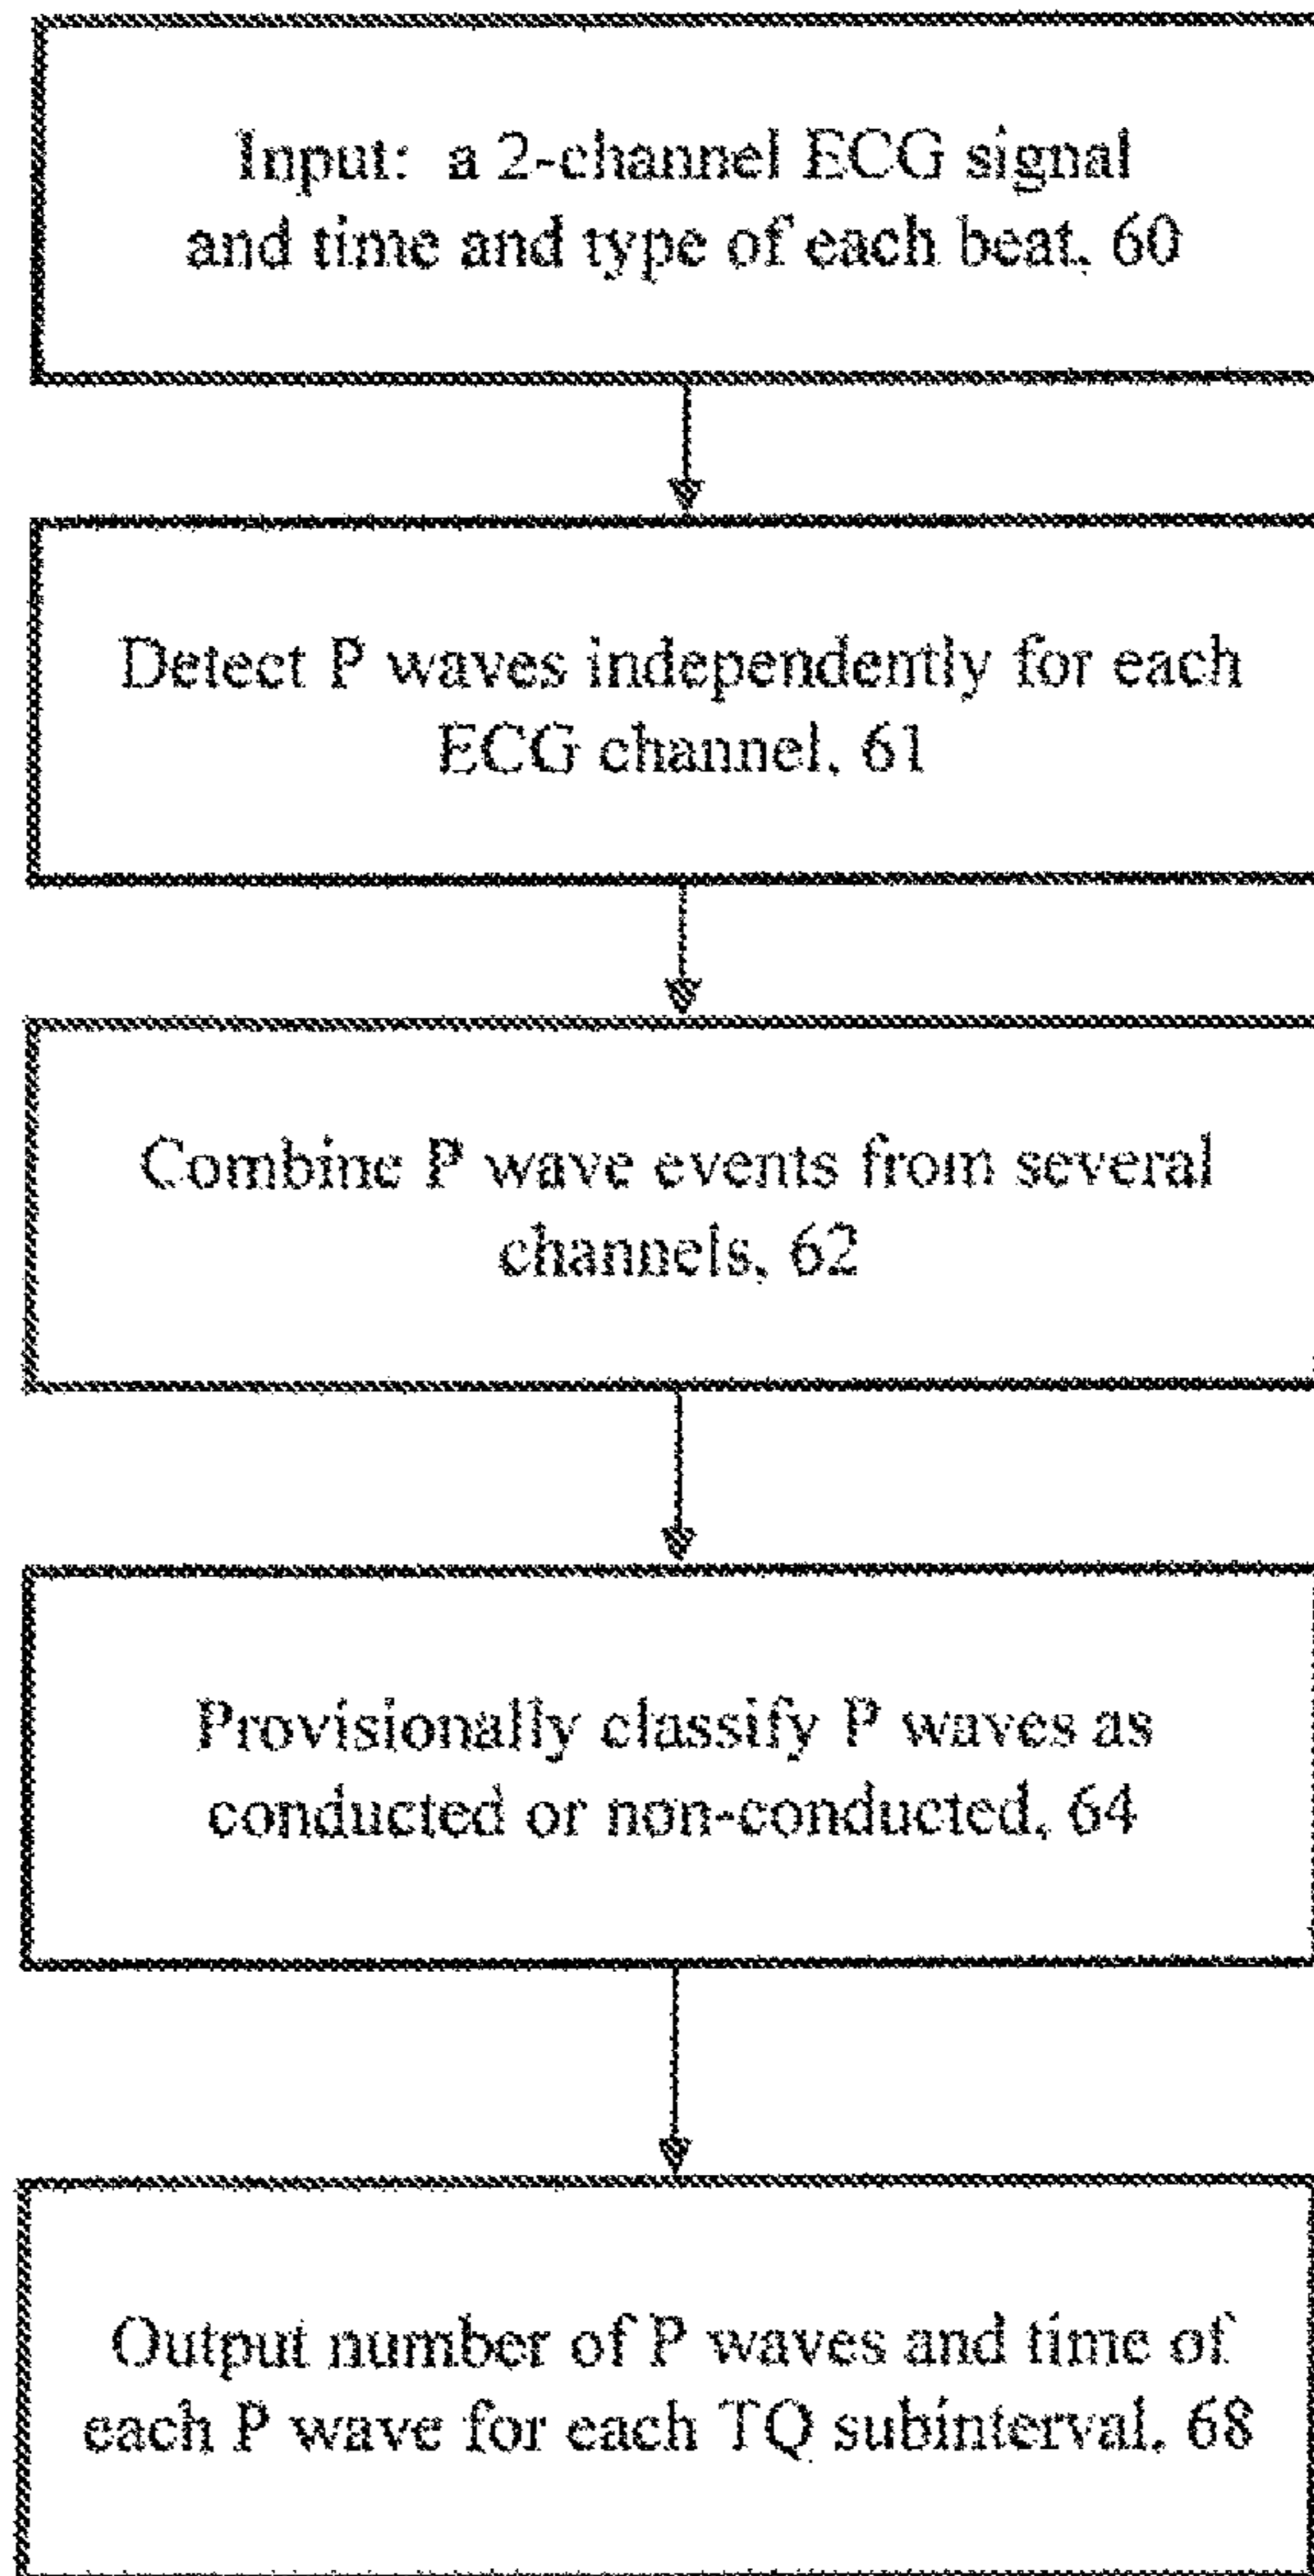 Input: a 2-channel ECG signal
and time and type of each beat, 60
Detect P waves independently for each
ECG channel, 61
Combine P wave events from several
channels, 62
Provisionally classify P waves as
conducted or non-conducted, 64
Output number of P waves and time of
each P wave for each TQ subinterval, 68